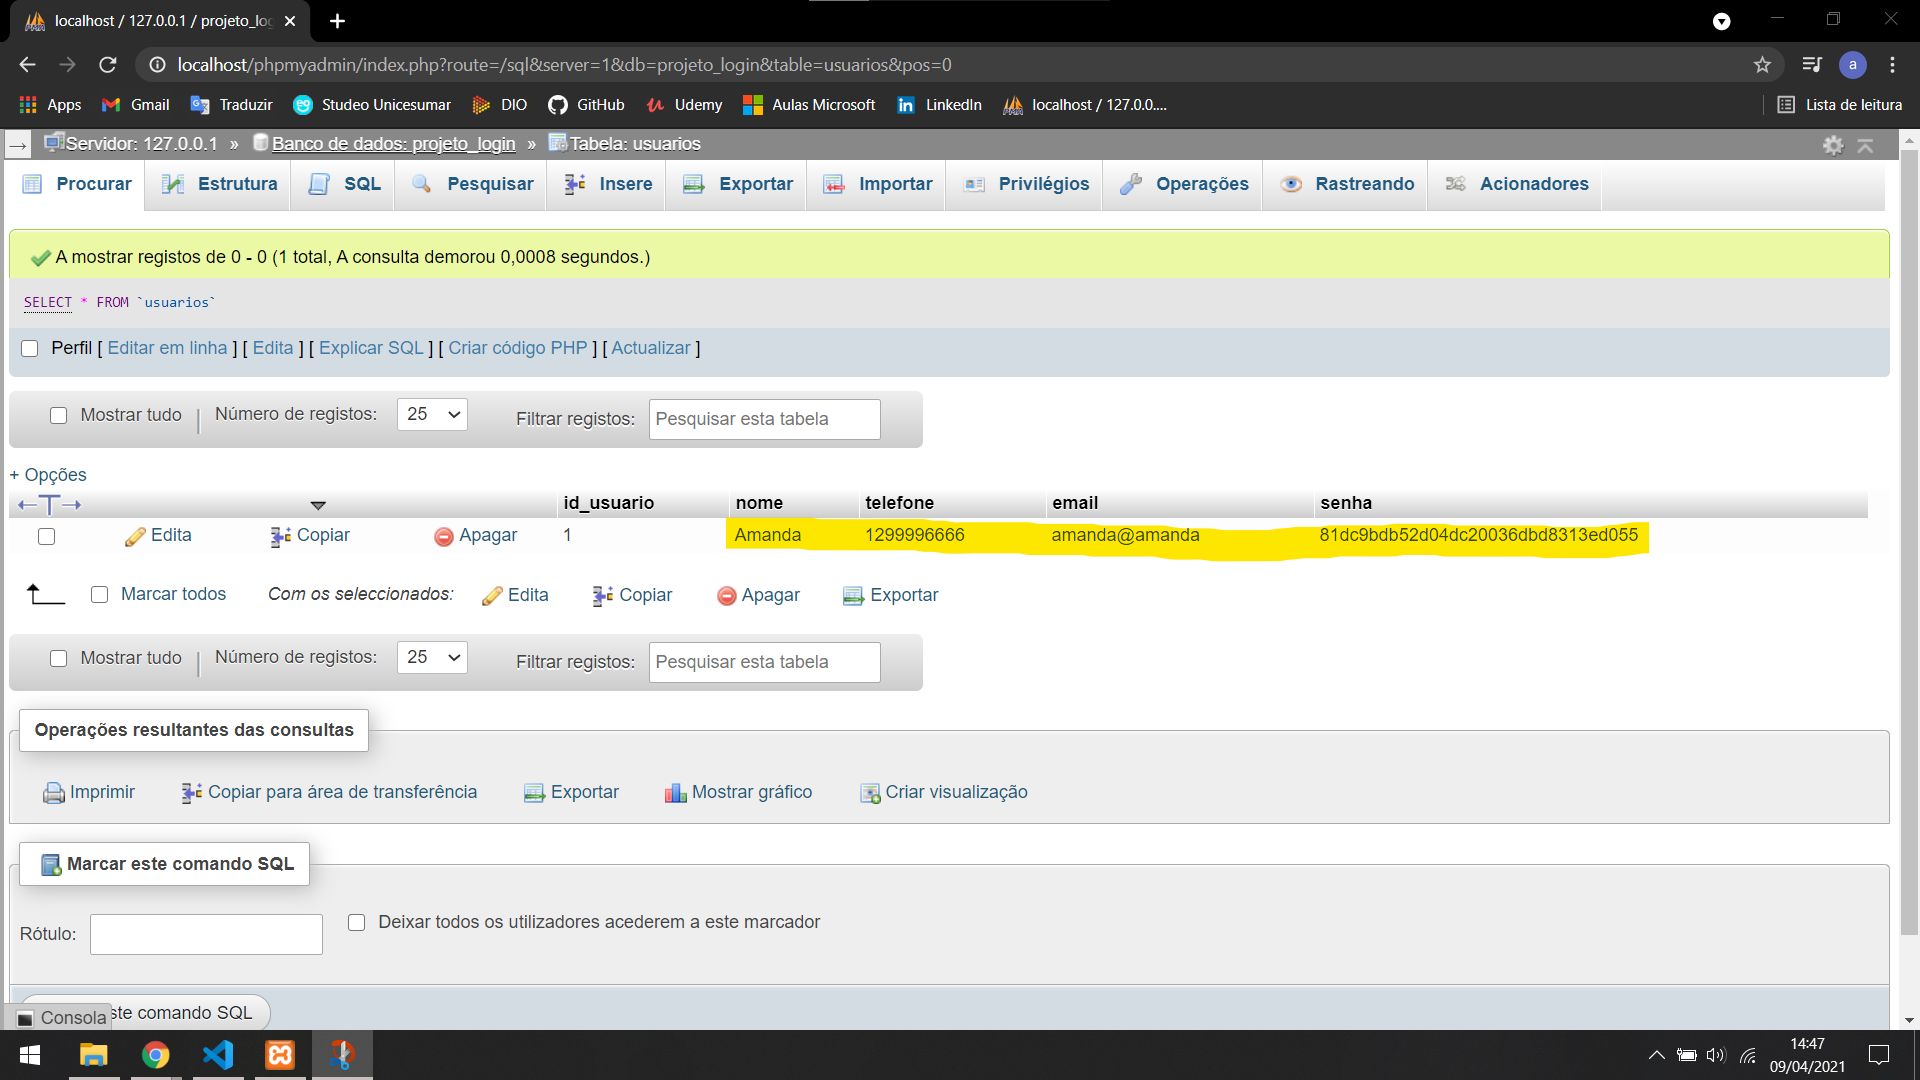 localhost / 127.0.0.1 / projeto_log
localhost/phpmyadmin/index.php?route=/sql&server=1&db=projeto_login&table=usuarios&pos=0
a
Apps Gmail Traduzir Studeo Unicesumar DIO GitHub Udemy Aulas Microsoft LinkedIn localhost / 127.0.0.... Lista de leitura
Servidor: 127.0.0.1 » Banco de dados: projeto_login » Tabela: usuarios
Procurar Estrutura SQL Pesquisar Insere Exportar Importar Privilégios Operações Rastreando Acionadores
A mostrar registos de 0 - 0 (1 total, A consulta demorou 0,0008 segundos.)
SELECT * FROM `usuarios`
Perfil [ Editar em linha ] [ Edita ] [ Explicar SQL ] [ Criar código PHP ] [ Actualizar ]
Mostrar tudo | Número de registos: 25 Filtrar registos: Pesquisar esta tabela
+ Opções
←T→ id_usuario nome telefone email senha
Edita Copiar Apagar 1 Amanda 1299996666 amanda@amanda 81dc9bdb52d04dc20036dbd8313ed055
Marcar todos Com os seleccionados: Edita Copiar Apagar Exportar
Mostrar tudo | Número de registos: 25 Filtrar registos: Pesquisar esta tabela
Operações resultantes das consultas
Imprimir Copiar para área de transferência Exportar Mostrar gráfico Criar visualização
Marcar este comando SQL
Rótulo: Deixar todos os utilizadores acederem a este marcador
ste comando SQL
Consola
14:47
09/04/2021